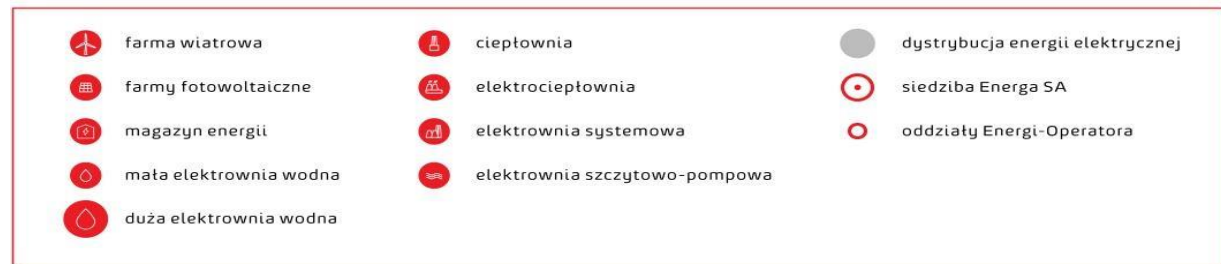 farma wiatrowa
farmy fotowoltaiczne
magazyn energii
mała elektrownia wodna
duża elektrownia wodna
ciepłownia
elektrociepłownia
elektrownia systemowa
elektrownia szczytowo-pompowa
dystrybucja energii elektrycznej
siedziba Energa SA
oddziały Energi-Operatora